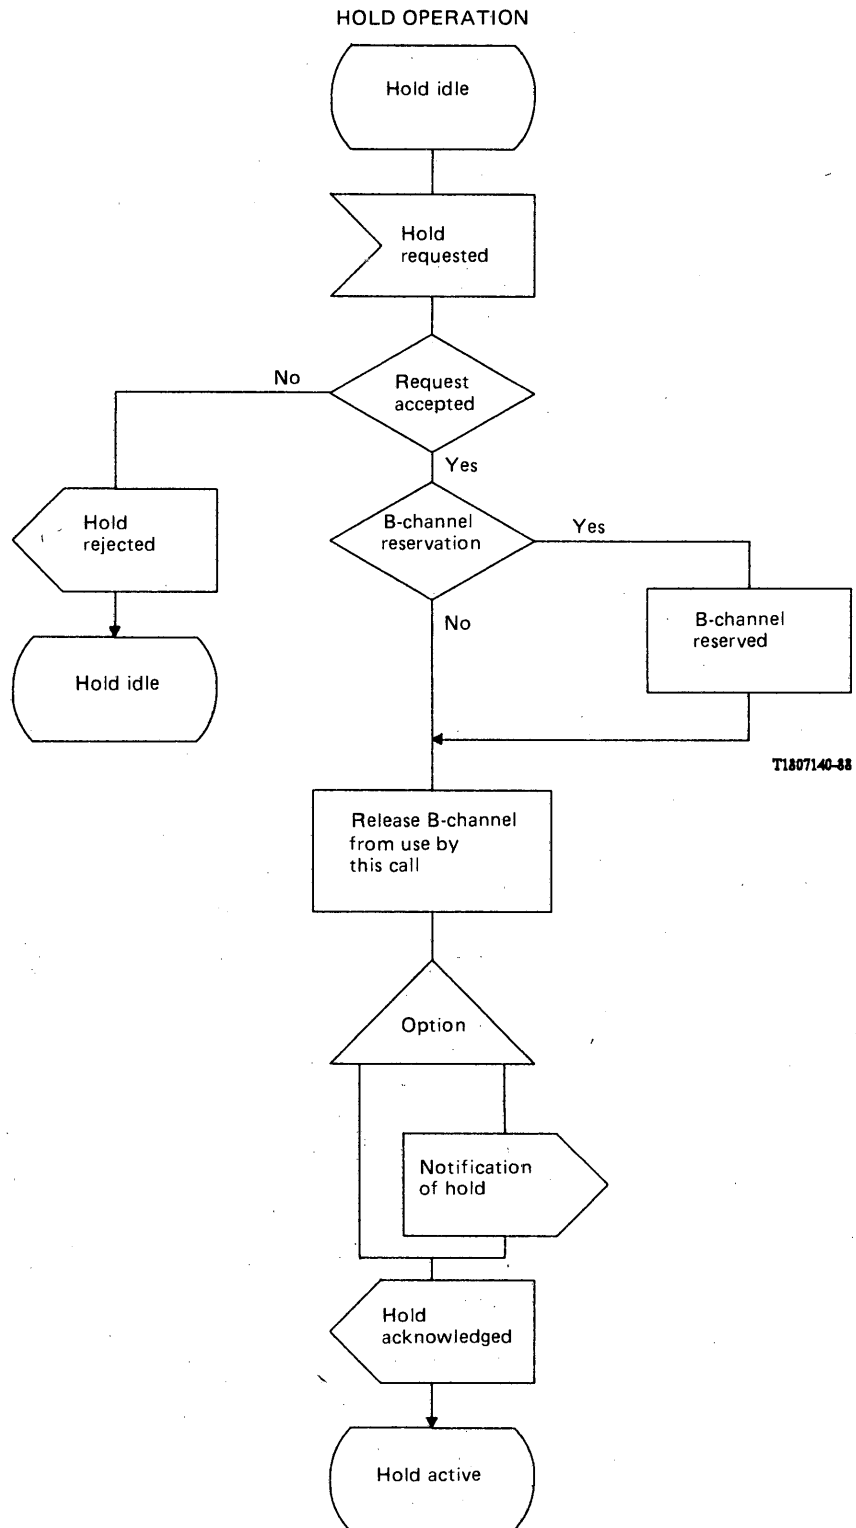 HOLD OPERATION
Hold idle
Hold
requested
No
Request
accepted
Yes
Hold
rejected
B-channel
reservation
Yes
No
B-channel
reserved
Hold idle
T1807140-88
Release B-channel
from use by
this call
Option
Notification
of hold
Hold
acknowledged
Hold active